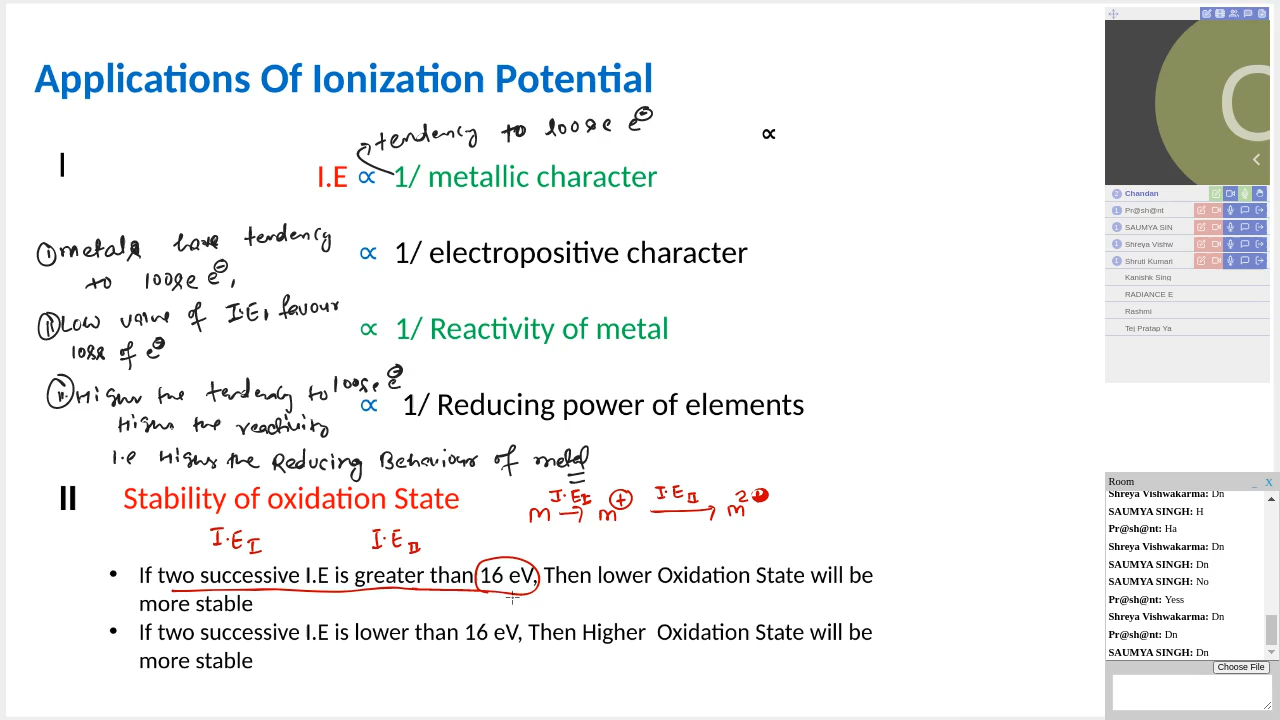 Applications Of Ionization Potential
tendency to loose e⊖
∝
I
I.E ∝ 1/ metallic character
① metals have tendency
to loose e⊖,
∝ 1/ electropositive character
ⅱ Low value of I.E, favour
loss of e⊖
∝ 1/ Reactivity of metal
Higher the tendency to loose e⊖
Higher the reactivity
∝ 1/ Reducing power of elements
i.e Higher the Reducing Behaviour of metal
II Stability of oxidation State
M I.E I → M⊕ I.E II → M2
I.E I I.E II
• If two successive I.E is greater than 16 eV, Then lower Oxidation State will be
more stable
• If two successive I.E is lower than 16 eV, Then Higher Oxidation State will be
more stable
C
Chandan
Pr@sh@nt
SAUMYA SIN
Shreya Vishw
Shruti Kumari
Kanishk Sing
RADIANCE E
Rashmi
Tej Pratap Ya
Room _ X
Shreya Vishwakarma: Dn
SAUMYA SINGH: H
Pr@sh@nt: Ha
Shreya Vishwakarma: Dn
SAUMYA SINGH: Dn
SAUMYA SINGH: No
Pr@sh@nt: Yess
Shreya Vishwakarma: Dn
Pr@sh@nt: Dn
SAUMYA SINGH: Dn
Choose File